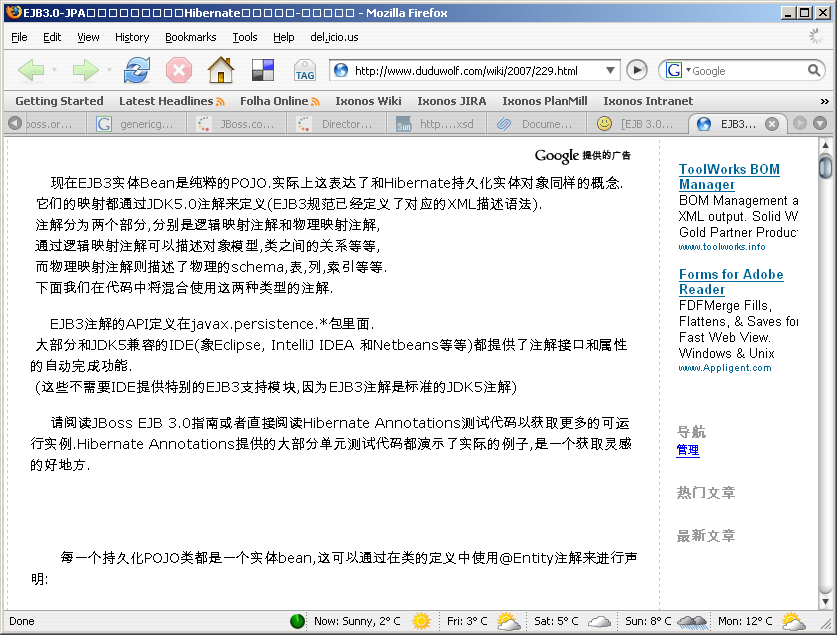 EJB3.0-JPA□□□□□□□□□Hibernate□□□□□-□□□□□ - Mozilla Firefox
File Edit View History Bookmarks Tools Help del.icio.us
TAG http://www.duduwolf.com/wiki/2007/229.html Google
Getting Started Latest Headlines Folha Online Ixonos Wiki Ixonos JIRA Ixonos PlanMill Ixonos Intranet »
boss.or... genericg... JBoss.co... Director... Sun http....xsd Docume... [EJB 3.0... EJB3...
Google 提供的广告
现在EJB3实体Bean是纯粹的POJO.实际上这表达了和Hibernate持久化实体对象同样的概念.
它们的映射都通过JDK5.0注解来定义(EJB3规范已经定义了对应的XML描述语法).
注解分为两个部分,分别是逻辑映射注解和物理映射注解,
通过逻辑映射注解可以描述对象模型,类之间的关系等等,
而物理映射注解则描述了物理的schema,表,列,索引等等.
下面我们在代码中将混合使用这两种类型的注解.
EJB3注解的API定义在javax.persistence.*包里面.
大部分和JDK5兼容的IDE(象Eclipse, IntelliJ IDEA 和Netbeans等等)都提供了注解接口和属性
的自动完成功能.
(这些不需要IDE提供特别的EJB3支持模块,因为EJB3注解是标准的JDK5注解)
请阅读JBoss EJB 3.0指南或者直接阅读Hibernate Annotations测试代码以获取更多的可运
行实例.Hibernate Annotations提供的大部分单元测试代码都演示了实际的例子,是一个获取灵感
的好地方.
每一个持久化POJO类都是一个实体bean,这可以通过在类的定义中使用@Entity注解来进行声
明:
ToolWorks BOM
Manager
BOM Management a
XML output. Solid W
Gold Partner Produc
www.toolworks.info
Forms for Adobe
Reader
FDFMerge Fills,
Flattens, & Saves for
Fast Web View.
Windows & Unix
www.Appligent.com
导航
管理
热门文章
最新文章
Done Now: Sunny, 2° C Fri: 3° C Sat: 5° C Sun: 8° C Mon: 12° C